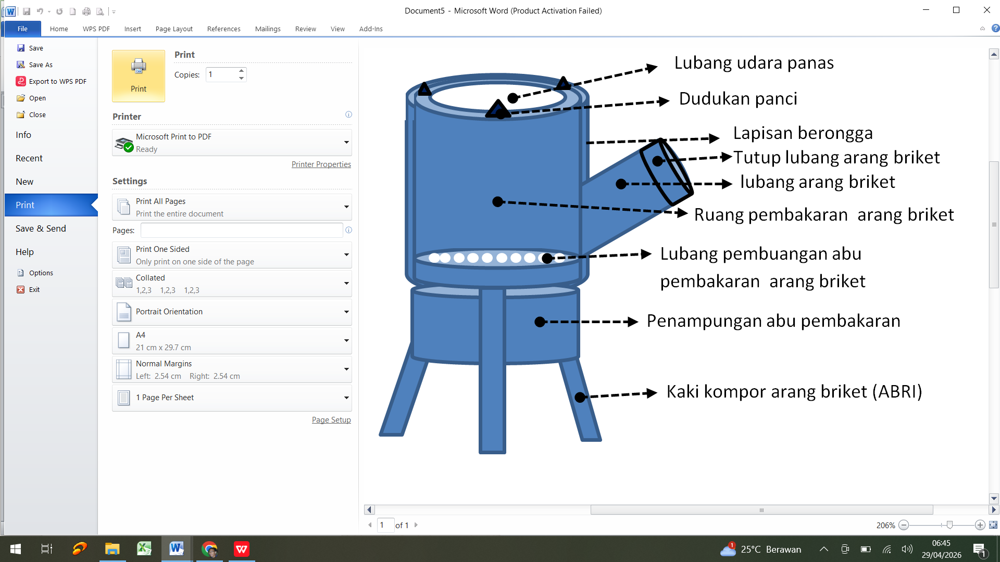 Document5 - Microsoft Word (Product Activation Failed)
File Home WPS PDF Insert Page Layout References Mailings Review View Add-Ins
Save
Save As
Export to WPS PDF
Open
Close
Info
Recent
New
Print
Save & Send
Help
Options
Exit
Print
Print
Copies: 1
Printer
Microsoft Print to PDF
Ready
Printer Properties
Settings
Print All Pages
Print the entire document
Pages:
Print One Sided
Only print on one side of the page
Collated
1,2,3 1,2,3 1,2,3
Portrait Orientation
A4
21 cm x 29.7 cm
Normal Margins
Left: 2.54 cm Right: 2.54 cm
1 Page Per Sheet
Page Setup
Lubang udara panas
Dudukan panci
Lapisan berongga
Tutup lubang arang briket
lubang arang briket
Ruang pembakaran arang briket
Lubang pembuangan abu
pembakaran arang briket
Penampungan abu pembakaran
Kaki kompor arang briket (ABRI)
1 of 1
206%
1
25°C Berawan
06:45
29/04/2026
1